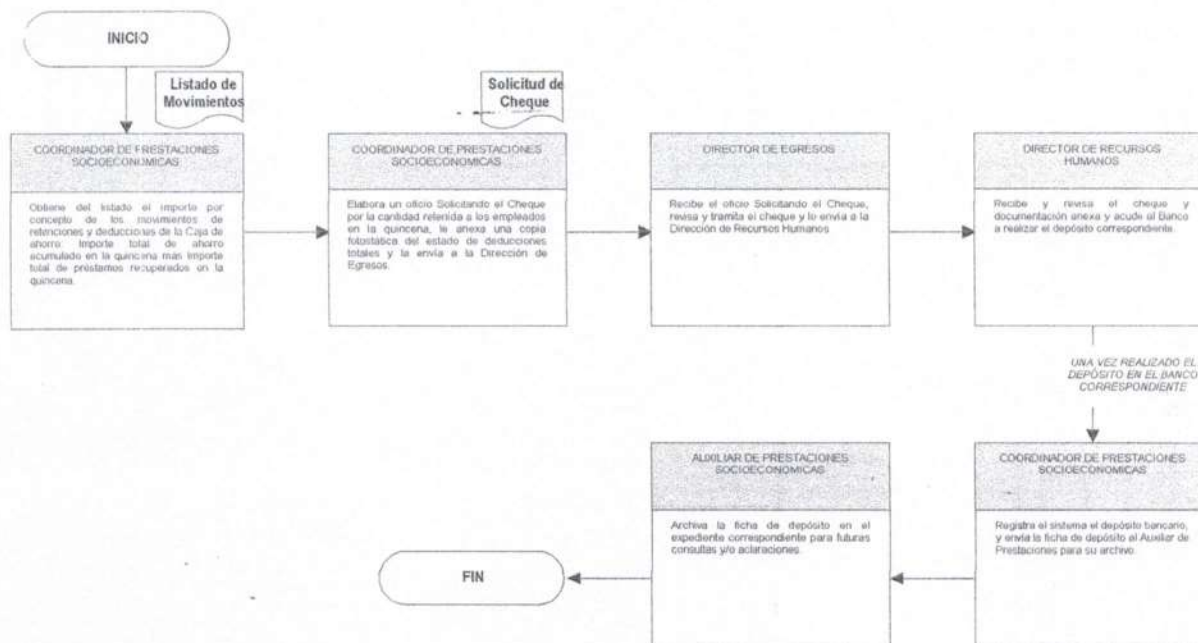 INICIO
Listado de
Movimientos
Solicitud de
Cheque
COORDINADOR DE PRESTACIONES
SOCIOECONOMICAS
Obtiene del listado el importe por
concepto de los movimientos de
retenciones y deducciones de la Caja de
ahorro: Importe total de ahorro
acumulado en la quincena más importe
total de préstamos recuperados en la
quincena.
COORDINADOR DE PRESTACIONES
SOCIOECONOMICAS
Elabora un oficio Solicitando el Cheque
por la cantidad referida a los empleados
en la quincena, le anexa una copia
fotostática del estado de deducciones
totales y la envía a la Dirección de
Egresos.
DIRECTOR DE EGRESOS
Recibe el oficio Solicitando el Cheque,
revisa y tramita el cheque y lo envía a la
Dirección de Recursos Humanos
DIRECTOR DE RECURSOS
HUMANOS
Recibe y revisa el cheque y
documentación anexa y acude al Banco
a realizar el depósito correspondiente.
UNA VEZ REALIZADO EL
DEPÓSITO EN EL BANCO
CORRESPONDIENTE
COORDINADOR DE PRESTACIONES
SOCIOECONOMICAS
Registra el sistema el depósito bancario,
y envía la ficha de depósito al Auxiliar de
Prestaciones para su archivo.
AUXILIAR DE PRESTACIONES
SOCIOECONOMICAS
Archiva la ficha de depósito en el
expediente correspondiente para futuras
consultas y/o aclaraciones.
FIN